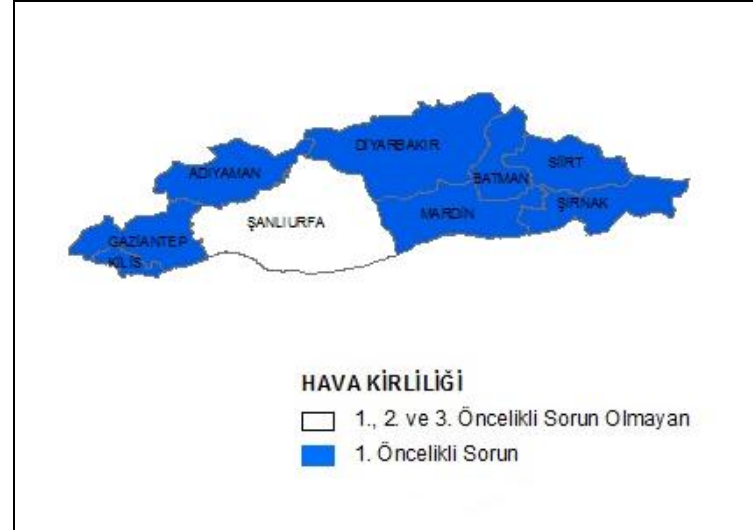 DİYARBAKIR
SİİRT
ADIYAMAN
BATMAN
ŞIRNAK
MARDİN
ŞANLIURFA
GAZİANTEP
KİLİS
HAVA KİRLİLİĞİ
1., 2. ve 3. Öncelikli Sorun Olmayan
1. Öncelikli Sorun